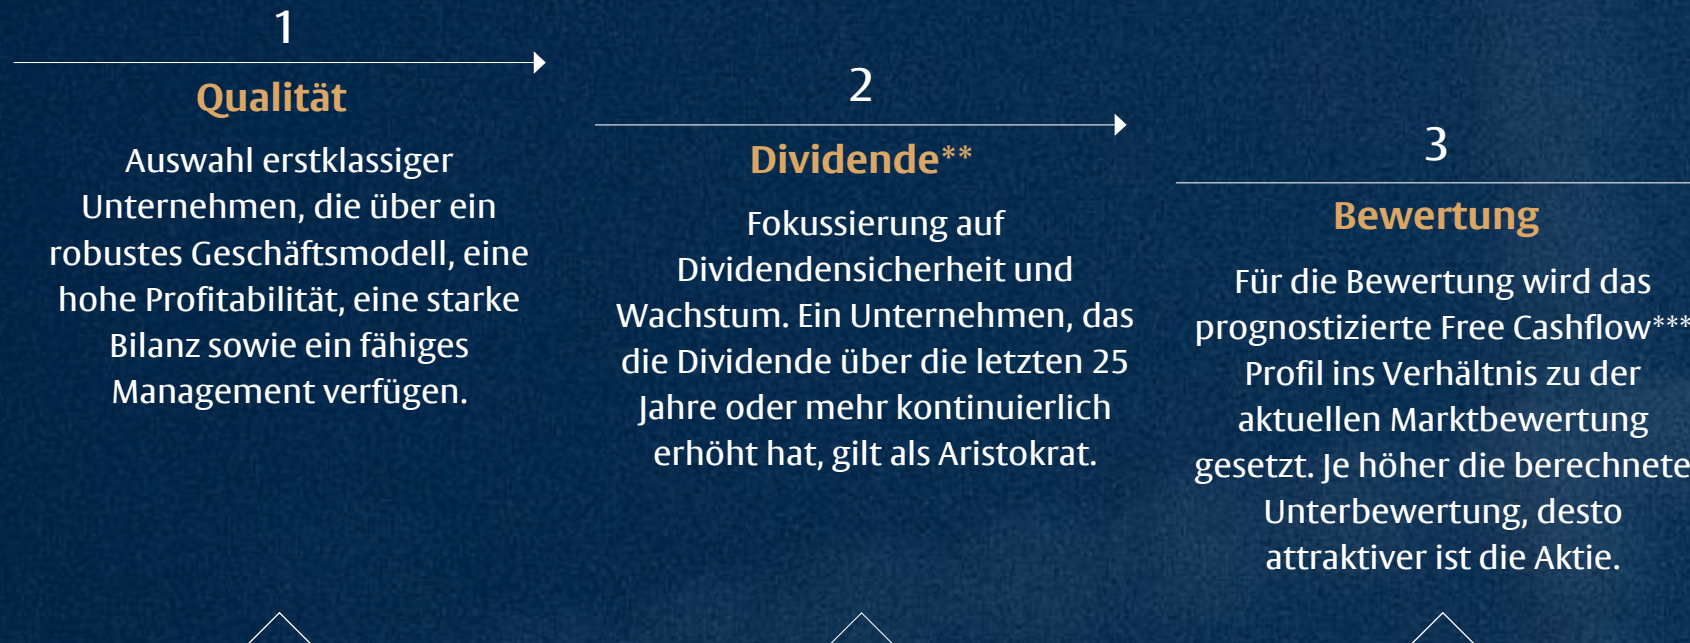 1
Qualität
Auswahl erstklassiger
Unternehmen, die über ein
robustes Geschäftsmodell, eine
hohe Profitabilität, eine starke
Bilanz sowie ein fähiges
Management verfügen.
2
Dividende**
Fokussierung auf
Dividendensicherheit und
Wachstum. Ein Unternehmen, das
die Dividende über die letzten 25
Jahre oder mehr kontinuierlich
erhöht hat, gilt als Aristokrat.
3
Bewertung
Für die Bewertung wird das
prognostizierte Free Cashflow***
Profil ins Verhältnis zu der
aktuellen Marktbewertung
gesetzt. Je höher die berechnete
Unterbewertung, desto
attraktiver ist die Aktie.